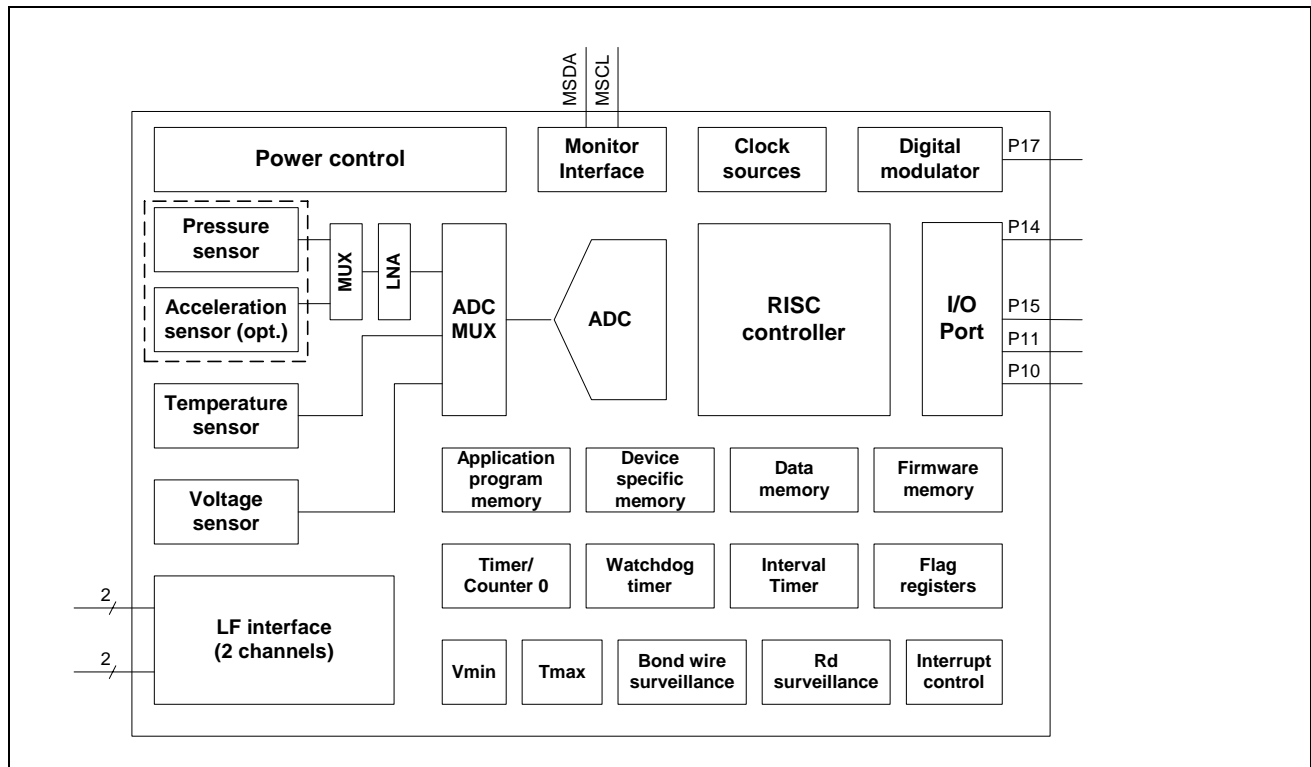 MSDA
MSCL
Power control
Monitor
Interface
Clock
sources
Digital
modulator
P17
Pressure
sensor
Acceleration
sensor (opt.)
MUX
LNA
ADC
MUX
ADC
RISC
controller
I/O
Port
P14
P15
P11
P10
Temperature
sensor
Voltage
sensor
Application
program
memory
Device
specific
memory
Data
memory
Firmware
memory
Timer/
Counter 0
Watchdog
timer
Interval
Timer
Flag
registers
2
2
LF interface
(2 channels)
Vmin
Tmax
Bond wire
surveillance
Rd
surveillance
Interrupt
control